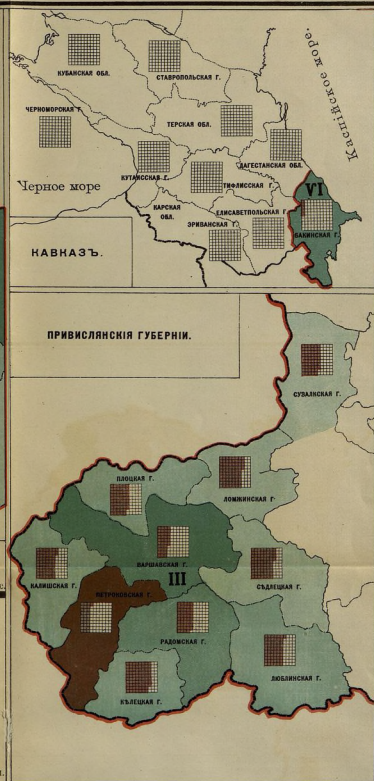 КУБАНСКАЯ ОБЛ.
СТАВРОПОЛЬСКАЯ Г.
Каспійское море.
ЧЕРНОМОРСКАЯ Г.
ТЕРСКАЯ ОБЛ.
ДАГЕСТАНСКАЯ ОБЛ.
КУТАИССКАЯ Г.
ТИФЛИССКАЯ Г.
VI
Черное море
КАРСКАЯ
ОБЛ.
ЕЛИСАВЕТПОЛЬСКАЯ Г
ЭРИВАНСКАЯ Г.
БАКИНСКАЯ Г.
КАВКАЗЪ.
ПРИВИСЛЯНСКІЯ ГУБЕРНІИ.
СУВАЛКСКАЯ Г.
ПЛОЦКАЯ Г.
ЛОМЖИНСКАЯ Г.
ВАРШАВСКАЯ Г.
III
КАЛИШСКАЯ Г.
СѢДЛЕЦКАЯ Г.
ПЕТРОКОВСКАЯ Г.
РАДОМСКАЯ Г.
ЛЮБЛИНСКАЯ Г.
КѢЛЕЦКАЯ Г.